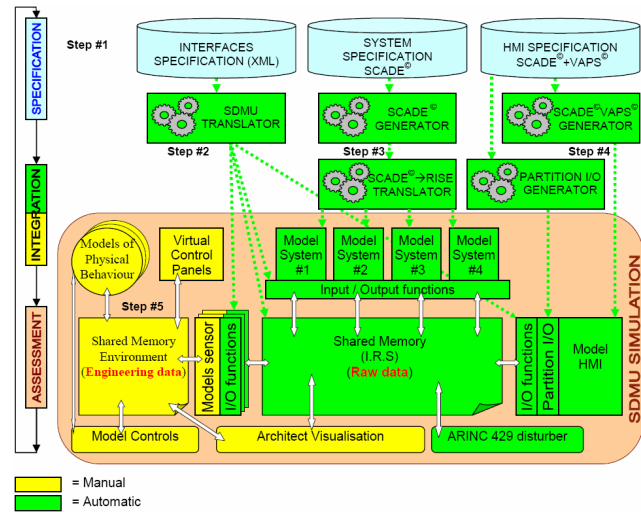 Step #1
INTERFACES
SPECIFICATION (XML)
SYSTEM
SPECIFICATION
SCADE©
HMI SPECIFICATION
SCADE©+VAPS©
SPECIFICATION
SDMU
TRANSLATOR
SCADE©
GENERATOR
SCADE©VAPS©
GENERATOR
Step #2
Step #3
Step #4
SCADE©→RISE
TRANSLATOR
PARTITION I/O
GENERATOR
INTEGRATION
Models of
Physical
Behaviour
Virtual
Control
Panels
Model
System
#1
Model
System
#2
Model
System
#3
Model
System
#4
Input / Output functions
Step #5
Shared Memory
Environment
(Engineering data)
Models sensor
I/O functions
Shared Memory
(I.R.S)
(Raw data)
I/O functions
Partition I/O
Model
HMI
ASSESSMENT
SDMU SIMULATION
Model Controls
Architect Visualisation
ARINC 429 disturber
= Manual
= Automatic